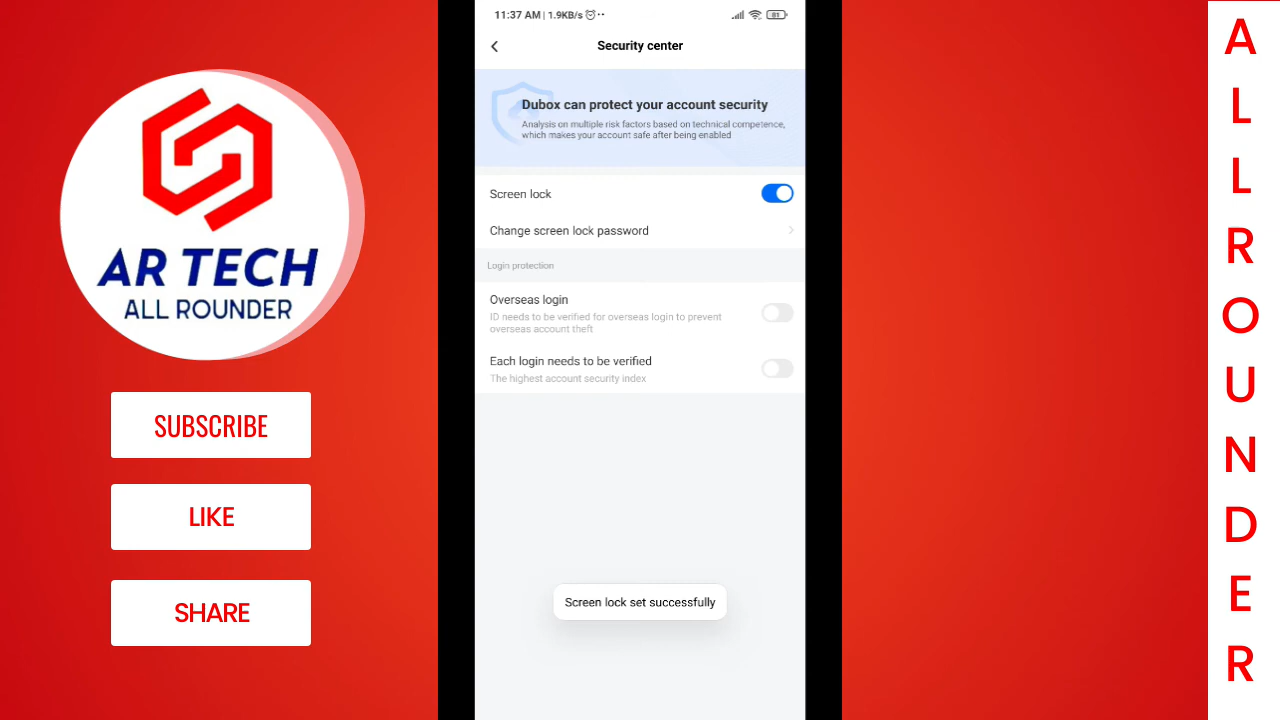 AR TECH
ALL ROUNDER
SUBSCRIBE
LIKE
SHARE
11:37 AM | 1.9KB/s
81
Security center
Dubox can protect your account security
Analysis on multiple risk factors based on technical competence,
which makes your account safe after being enabled
Screen lock
Change screen lock password
Login protection
Overseas login
ID needs to be verified for overseas login to prevent
overseas account theft
Each login needs to be verified
The highest account security index
Screen lock set successfully
A
L
L
R
O
U
N
D
E
R